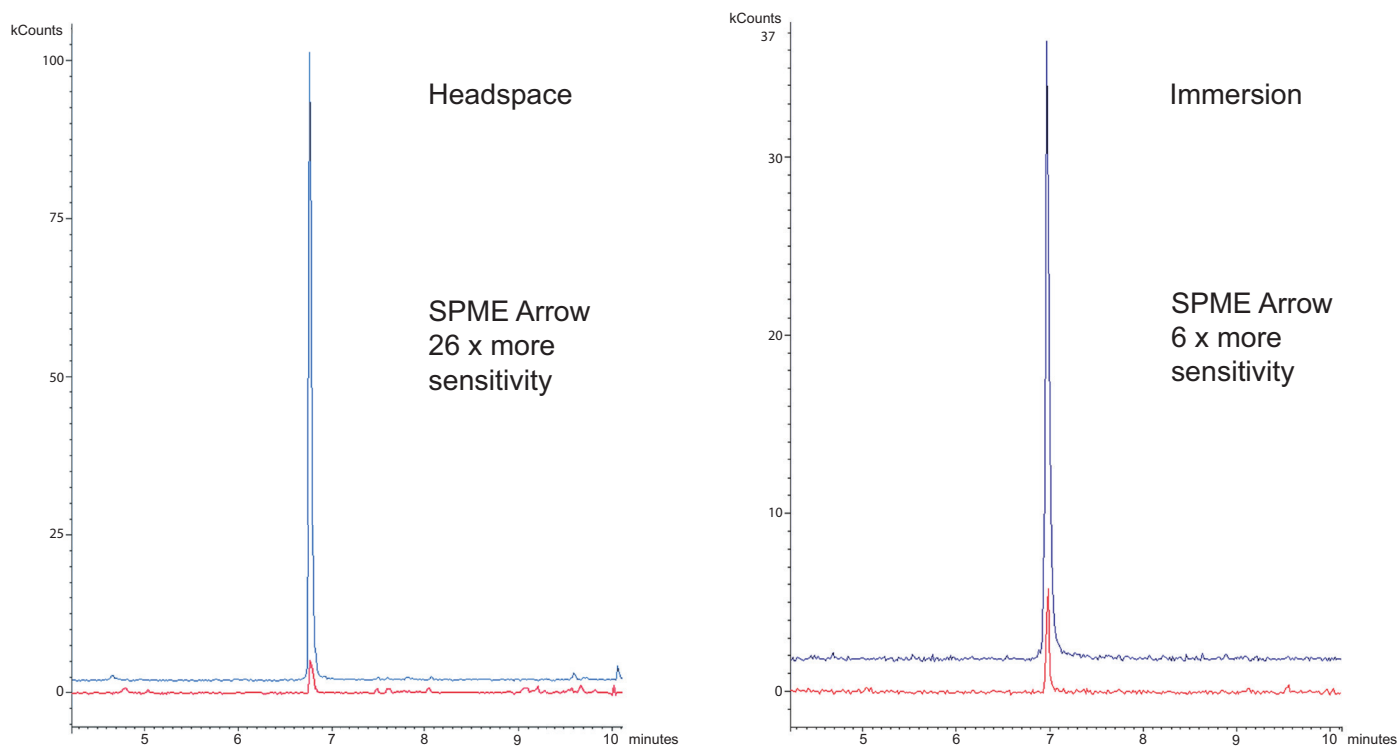 kCounts
100
75
50
25
0
5
6
7
8
9
10
minutes
Headspace
SPME Arrow
26 x more
sensitivity
kCounts
37
30
20
10
0
5
6
7
8
9
10
minutes
Immersion
SPME Arrow
6 x more
sensitivity